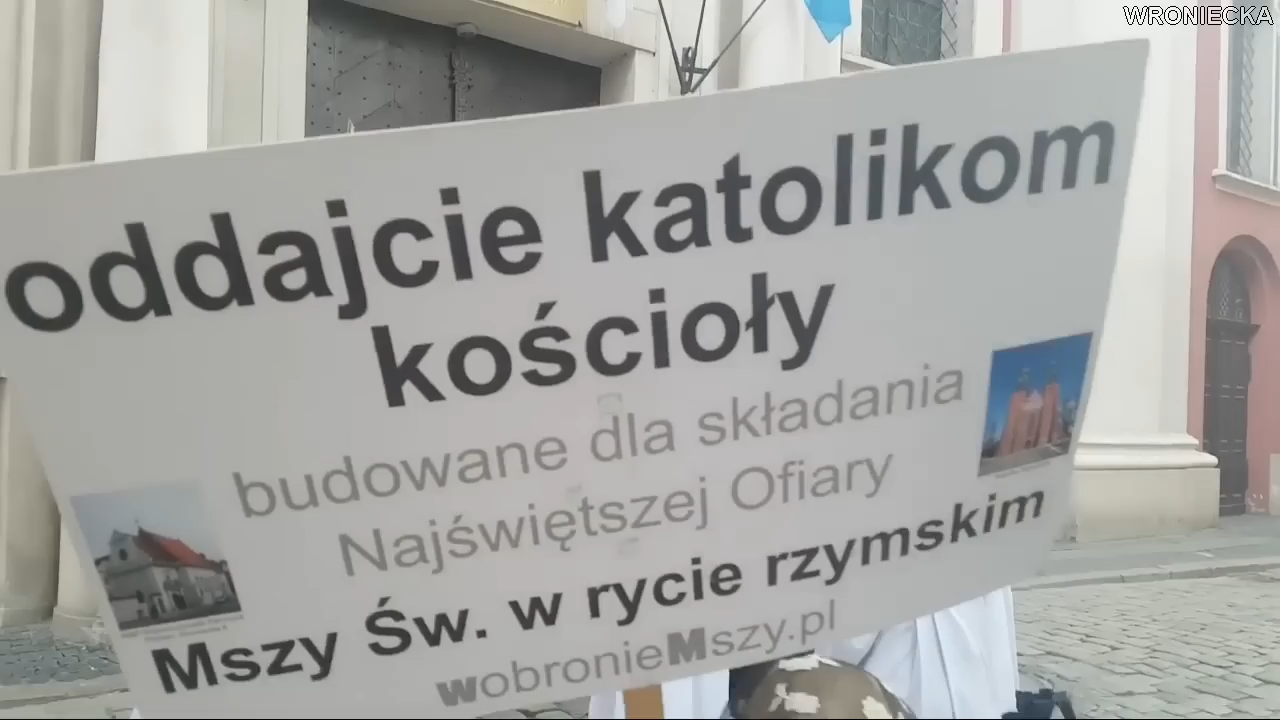 WRONIECKA
oddajcie katolikom
kościoły
budowane dla składania
Najświętszej Ofiary
Mszy Św. w rycie rzymskim
wobronieMszy.pl